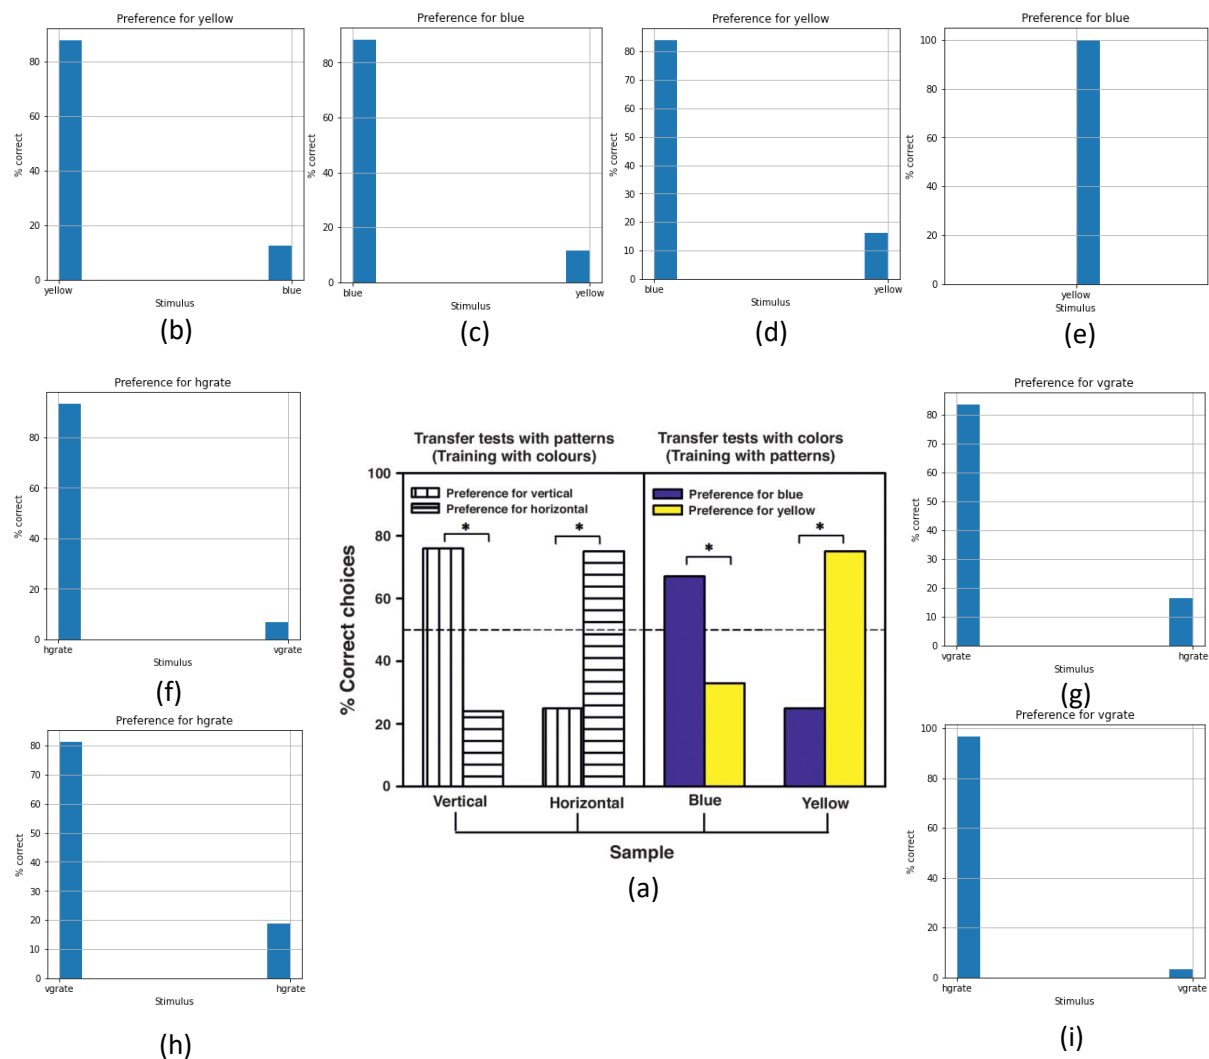 Preference for yellow
80
60
40
20
0
% correct
yellow
blue
Stimulus
(b)
Preference for blue
80
60
40
20
0
% correct
blue
yellow
Stimulus
(c)
Preference for yellow
80
70
60
50
40
30
20
10
0
% correct
blue
yellow
Stimulus
(d)
Preference for blue
100
80
60
40
20
0
% correct
yellow
Stimulus
(e)
Preference for hgrate
80
60
40
20
0
% correct
hgrate
vgrate
Stimulus
(f)
Transfer tests with patterns
(Training with colours)
Transfer tests with colors
(Training with patterns)
100
80
60
40
20
0
% Correct choices
Preference for vertical
Preference for horizontal
*
*
Preference for blue
Preference for yellow
*
*
Vertical
Horizontal
Blue
Yellow
Sample
(a)
Preference for vgrate
80
70
60
50
40
30
20
10
0
% correct
vgrate
hgrate
Stimulus
(g)
Preference for hgrate
80
70
60
50
40
30
20
10
0
% correct
vgrate
hgrate
Stimulus
(h)
Preference for vgrate
100
80
60
40
20
0
% correct
hgrate
vgrate
Stimulus
(i)